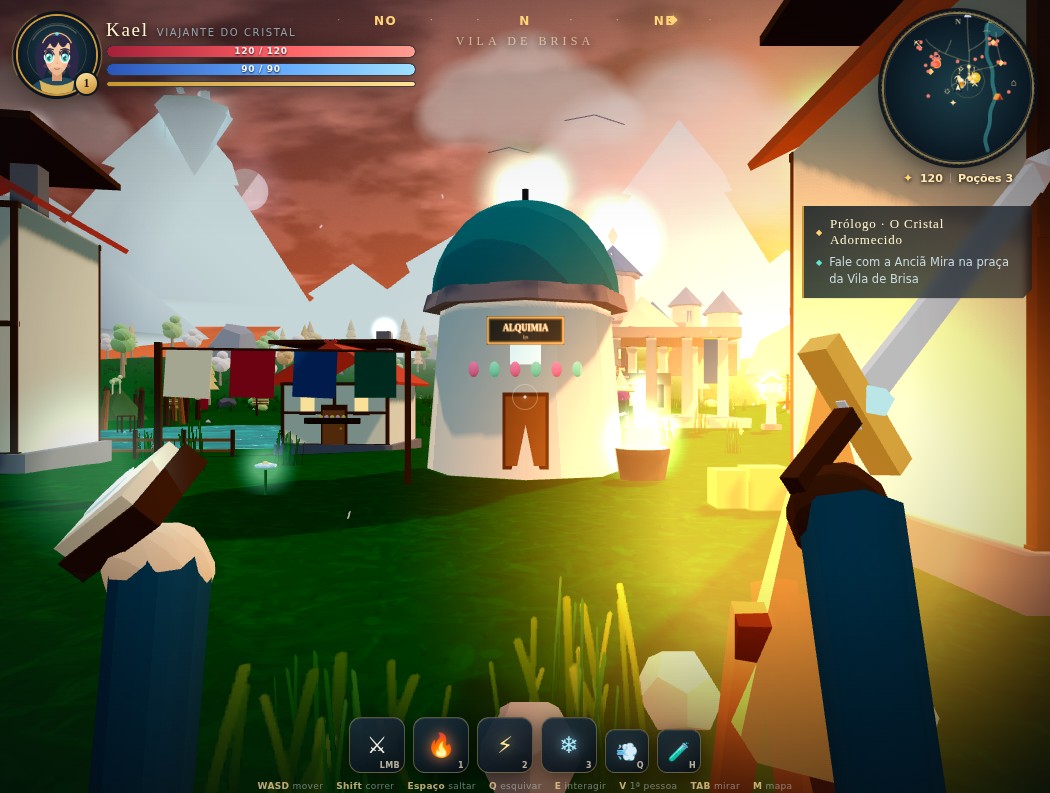 NO N NE
Kael VIAJANTE DO CRISTAL
VILA DE BRISA
120 / 120
90 / 90
1
N
✦ 120 | Poções 3
Prólogo · O Cristal
Adormecido
Fale com a Anciã Mira na praça
da Vila de Brisa
ALQUIMIA
LMB 1 2 3 Q H
WASD mover Shift correr Espaço saltar Q esquivar E interagir V 1ª pessoa TAB mirar M mapa